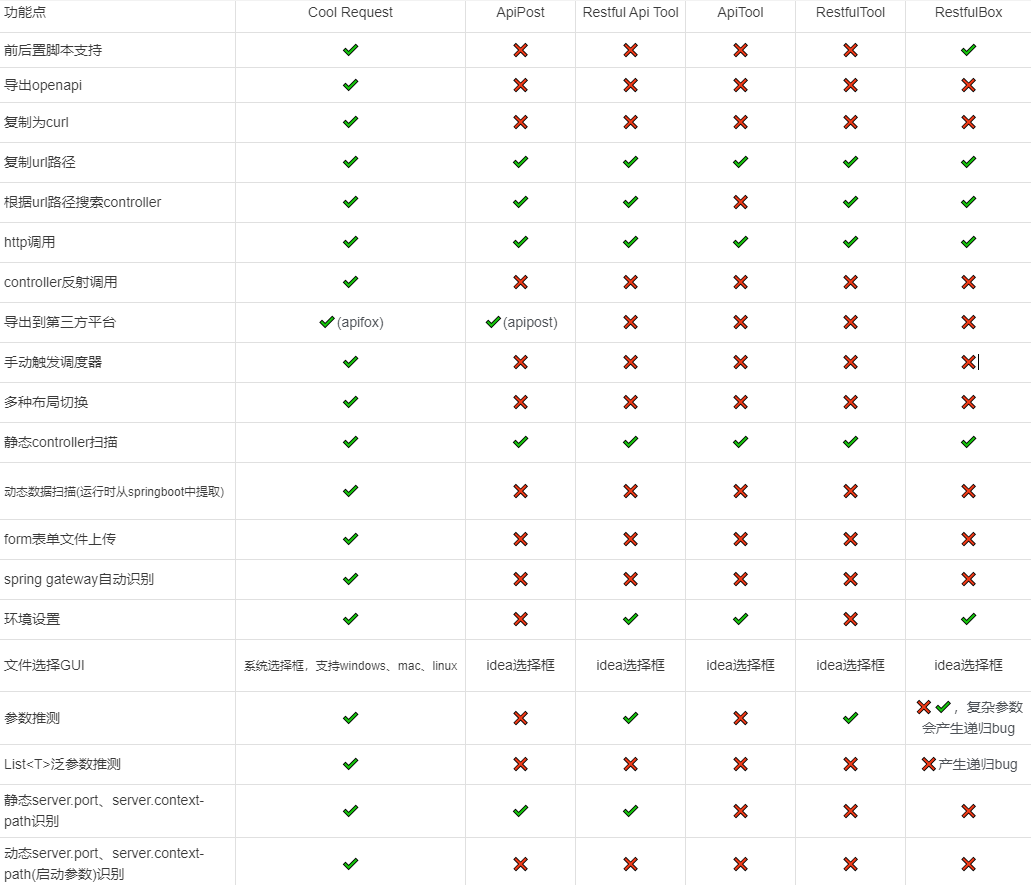 功能点 Cool Request ApiPost Restful Api Tool ApiTool RestfulTool RestfulBox
前后置脚本支持 ✔ ✖ ✖ ✖ ✖ ✔
导出openapi ✔ ✖ ✖ ✖ ✖ ✖
复制为curl ✔ ✖ ✖ ✖ ✖ ✖
复制url路径 ✔ ✔ ✔ ✔ ✔ ✔
根据url路径搜索controller ✔ ✔ ✔ ✖ ✔ ✔
http调用 ✔ ✔ ✔ ✔ ✔ ✔
controller反射调用 ✔ ✖ ✖ ✖ ✖ ✖
导出到第三方平台 ✔(apifox) ✔(apipost) ✖ ✖ ✖ ✖
手动触发调度器 ✔ ✖ ✖ ✖ ✖ ✖
多种布局切换 ✔ ✖ ✖ ✖ ✖ ✖
静态controller扫描 ✔ ✔ ✔ ✔ ✔ ✔
动态数据扫描(运行时从springboot中提取) ✔ ✖ ✖ ✖ ✖ ✖
form表单文件上传 ✔ ✖ ✖ ✖ ✖ ✖
spring gateway自动识别 ✔ ✖ ✖ ✖ ✖ ✖
环境设置 ✔ ✖ ✔ ✔ ✖ ✔
文件选择GUI 系统选择框，支持windows、mac、linux idea选择框 idea选择框 idea选择框 idea选择框 idea选择框
参数推测 ✔ ✖ ✔ ✖ ✔ ✖✔，复杂参数
会产生递归bug
List<T>泛参数推测 ✔ ✖ ✖ ✖ ✖ ✖产生递归bug
静态server.port、server.context-
path识别 ✔ ✔ ✔ ✖ ✖ ✖
动态server.port、server.context-
path(启动参数)识别 ✔ ✖ ✖ ✖ ✖ ✖